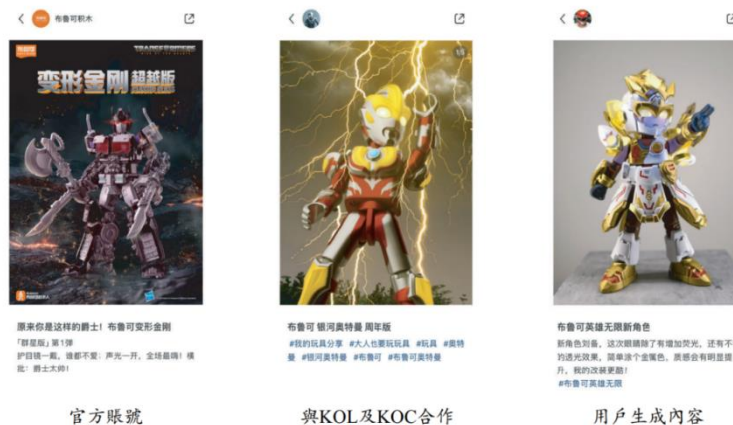 布鲁可积木
布鲁可
TRANSFORMERS
变形金刚 超越版
原来你是这样的爵士！布鲁可变形金刚
「群星版」第1弹
护目镜一戴，谁都不爱；声光一开，全场最嗨！横
批：爵士太帅！
官方賬號
1/5
布鲁可 银河奥特曼 周年版
#我的玩具分享 #大人也要玩玩具 #玩具 #奥特
曼 #银河奥特曼 #布鲁可 #布鲁可奥特曼
與KOL及KOC合作
布鲁可英雄无限新角色
新角色刘备，这次眼睛除了有增加荧光，还有不
的透光效果，简单涂个金属色，质感会有明显提
升，我的改装更酷！
#布鲁可英雄无限
用戶生成內容